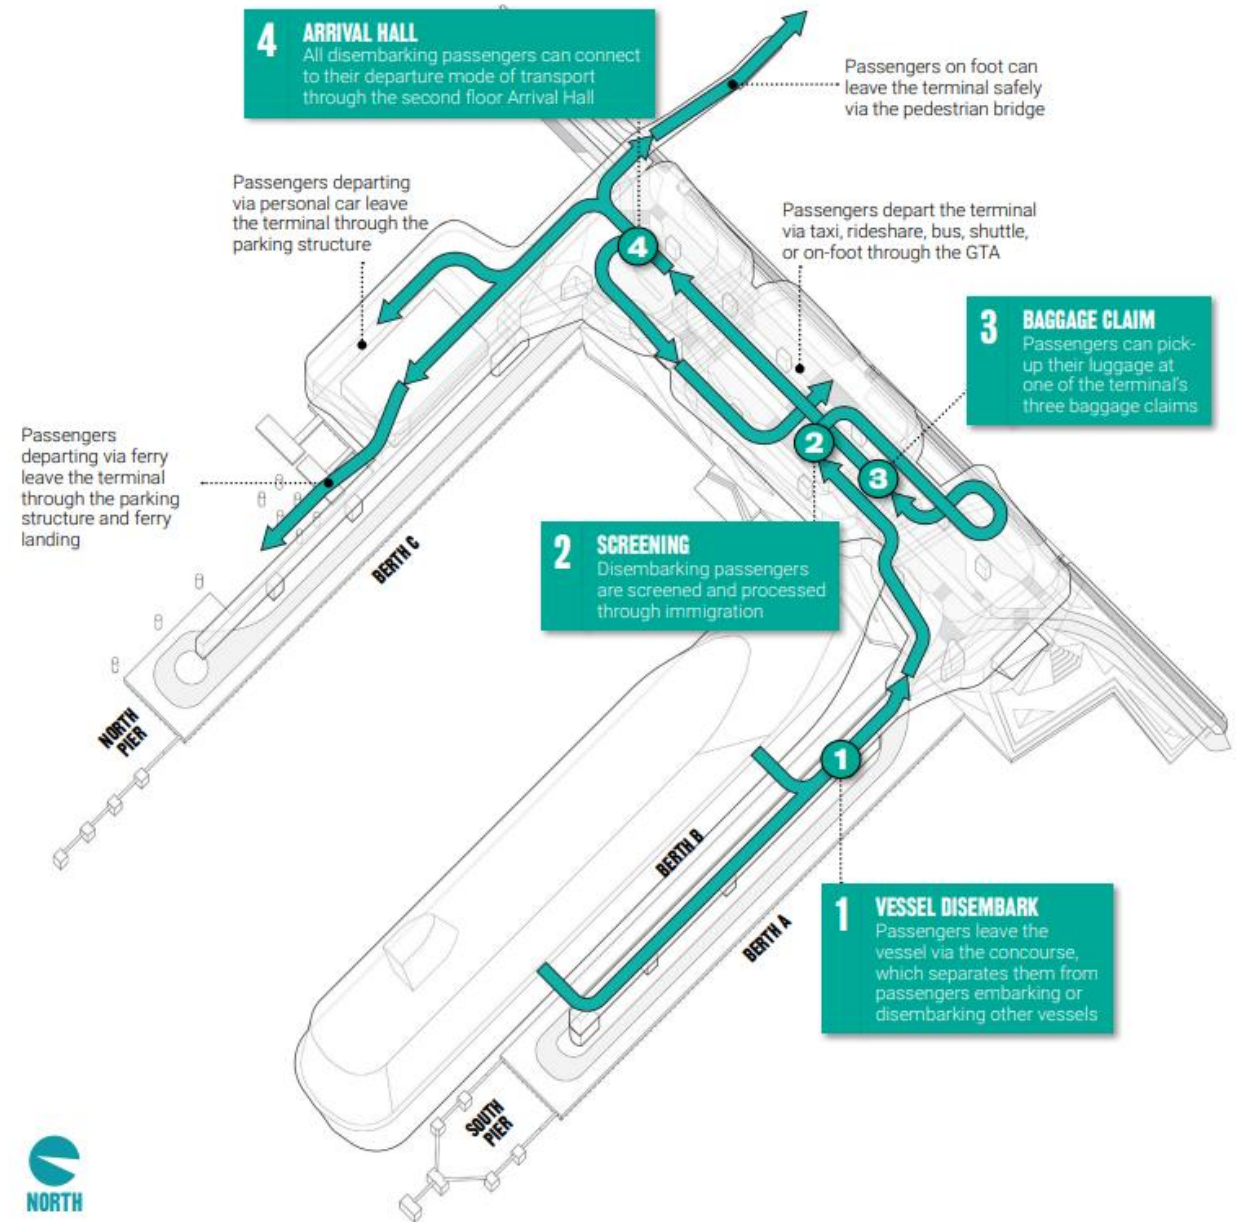 4 ARRIVAL HALL
All disembarking passengers can connect
to their departure mode of transport
through the second floor Arrival Hall
Passengers on foot can
leave the terminal safely
via the pedestrian bridge
Passengers departing
via personal car leave
the terminal through the
parking structure
Passengers depart the terminal
via taxi, rideshare, bus, shuttle,
or on-foot through the GTA
4
3 BAGGAGE CLAIM
Passengers can pick-
up their luggage at
one of the terminal's
three baggage claims
2
3
Passengers
departing via ferry
leave the terminal
through the parking
structure and ferry
landing
2 SCREENING
Disembarking passengers
are screened and processed
through immigration
BERTH C
NORTH
PIER
1
BERTH B
BERTH A
1 VESSEL DISEMBARK
Passengers leave the
vessel via the concourse,
which separates them from
passengers embarking or
disembarking other vessels
SOUTH
PIER
NORTH